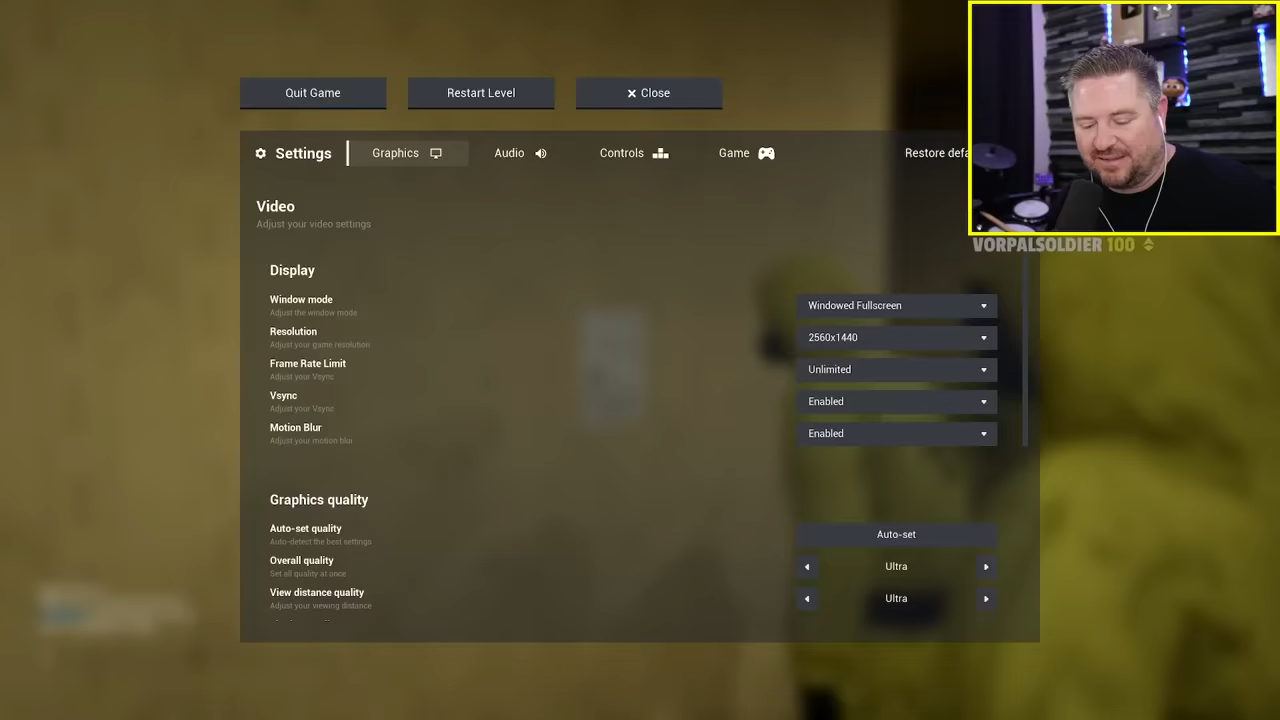 Quit Game
Restart Level
Close
Settings
Graphics
Audio
Controls
Game
Restore defa
Video
Adjust your video settings
VORPALSOLDIER 100
Display
Window mode
Adjust the window mode
Windowed Fullscreen
Resolution
Adjust your game resolution
2560x1440
Frame Rate Limit
Adjust your Vsync
Unlimited
Vsync
Adjust your Vsync
Enabled
Motion Blur
Adjust your motion blur
Enabled
Graphics quality
Auto-set quality
Auto-detect the best settings
Auto-set
Overall quality
Set all quality at once
Ultra
View distance quality
Adjust your viewing distance
Ultra